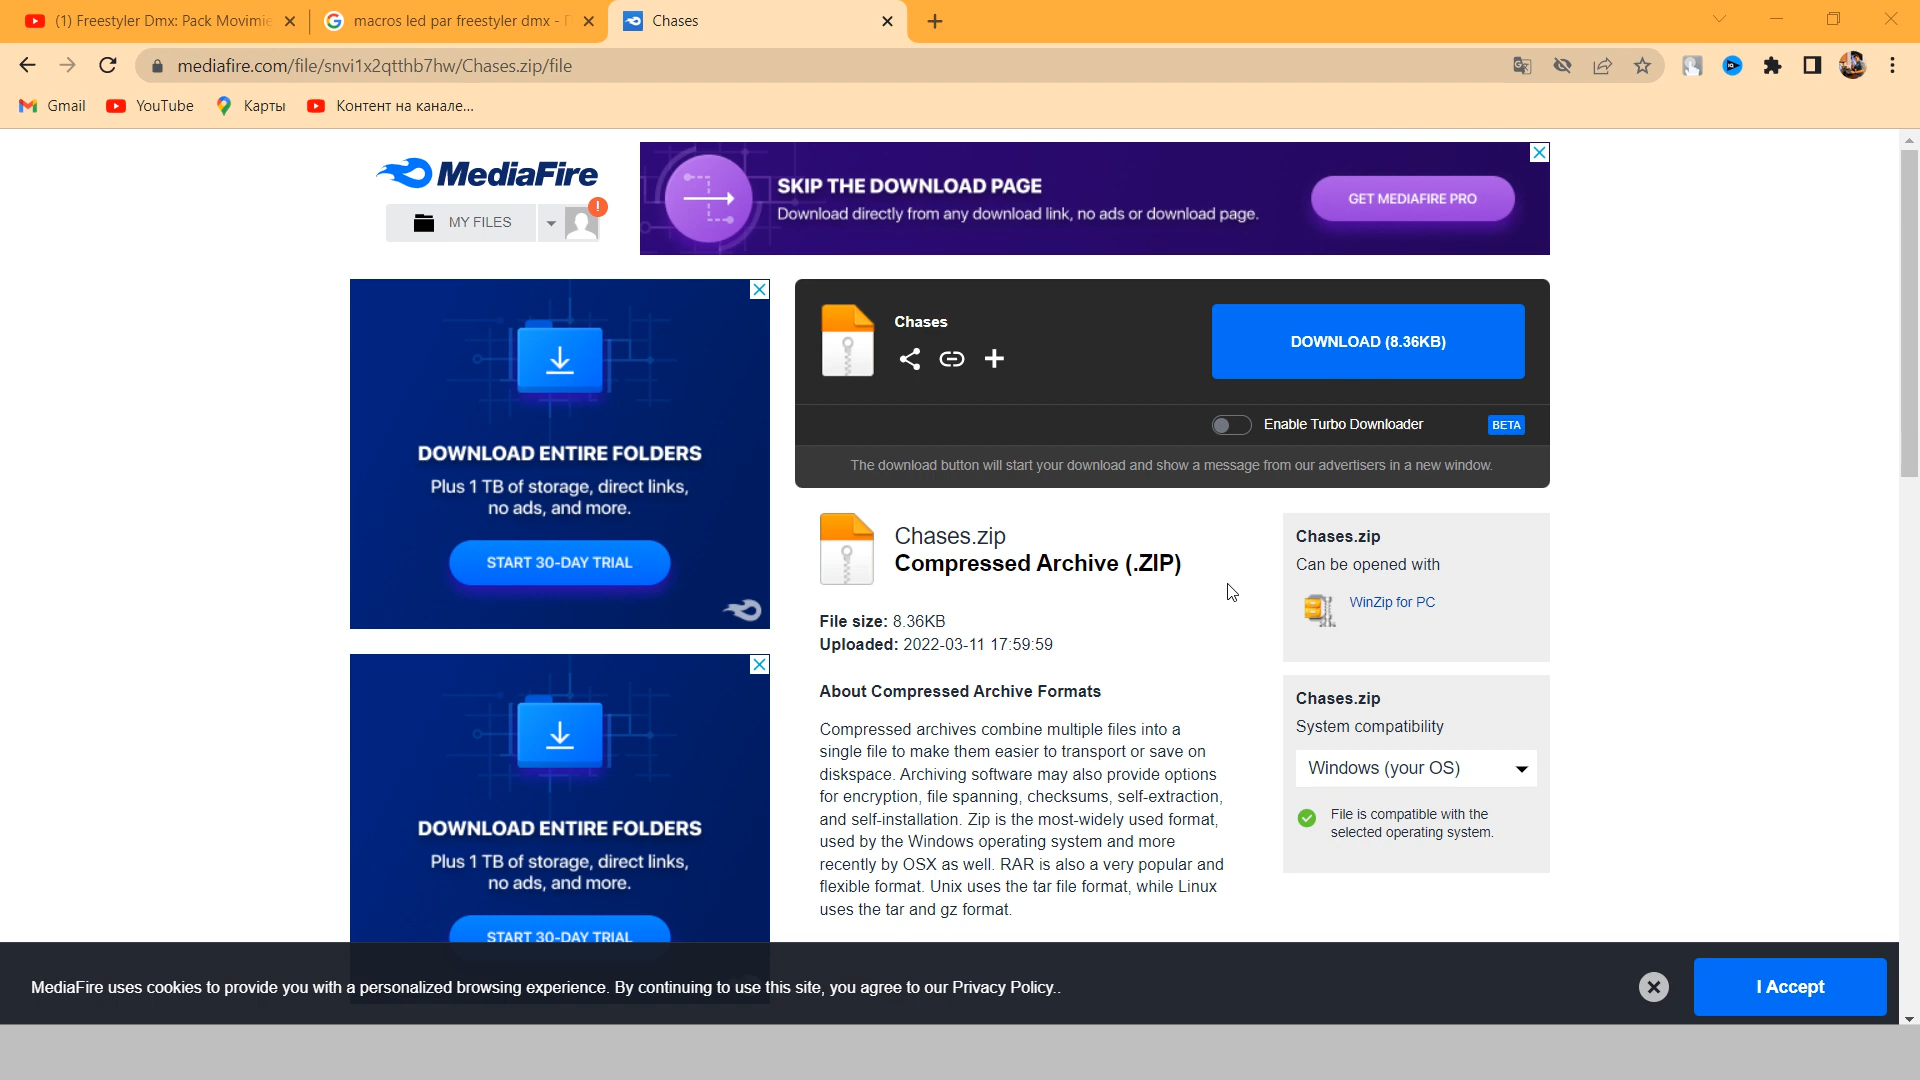 (1) Freestyler Dmx: Pack Movimie
macros led par freestyler dmx -
Chases
mediafire.com/file/snvi1x2qtthb7hw/Chases.zip/file
Gmail
YouTube
Карты
Контент на канале...
MediaFire
MY FILES
!
SKIP THE DOWNLOAD PAGE
Download directly from any download link, no ads or download page.
GET MEDIAFIRE PRO
DOWNLOAD ENTIRE FOLDERS
Plus 1 TB of storage, direct links,
no ads, and more.
START 30-DAY TRIAL
DOWNLOAD ENTIRE FOLDERS
Plus 1 TB of storage, direct links,
no ads, and more.
START 30-DAY TRIAL
Chases
DOWNLOAD (8.36KB)
Enable Turbo Downloader
BETA
The download button will start your download and show a message from our advertisers in a new window.
Chases.zip
Compressed Archive (.ZIP)
File size: 8.36KB
Uploaded: 2022-03-11 17:59:59
About Compressed Archive Formats
Compressed archives combine multiple files into a
single file to make them easier to transport or save on
diskspace. Archiving software may also provide options
for encryption, file spanning, checksums, self-extraction,
and self-installation. Zip is the most-widely used format,
used by the Windows operating system and more
recently by OSX as well. RAR is also a very popular and
flexible format. Unix uses the tar file format, while Linux
uses the tar and gz format.
Chases.zip
Can be opened with
WinZip for PC
Chases.zip
System compatibility
Windows (your OS)
File is compatible with the
selected operating system.
MediaFire uses cookies to provide you with a personalized browsing experience. By continuing to use this site, you agree to our Privacy Policy..
I Accept